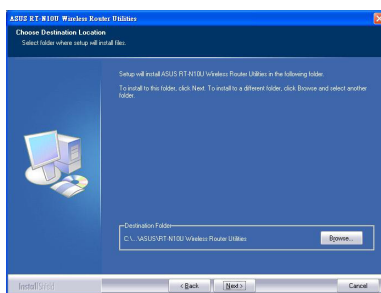 ASUS RT-N10U Wireless Router Utilities
Choose Destination Location
Select folder where setup will install files.
Setup will install ASUS RT-N10U Wireless Router Utilities in the following folder.
To install to this folder, click Next. To install to a different folder, click Browse and select another
folder.
Destination Folder
C:\...\ASUS\RT-N10U Wireless Router Utilities
Browse...
InstallShield
< Back
Next >
Cancel